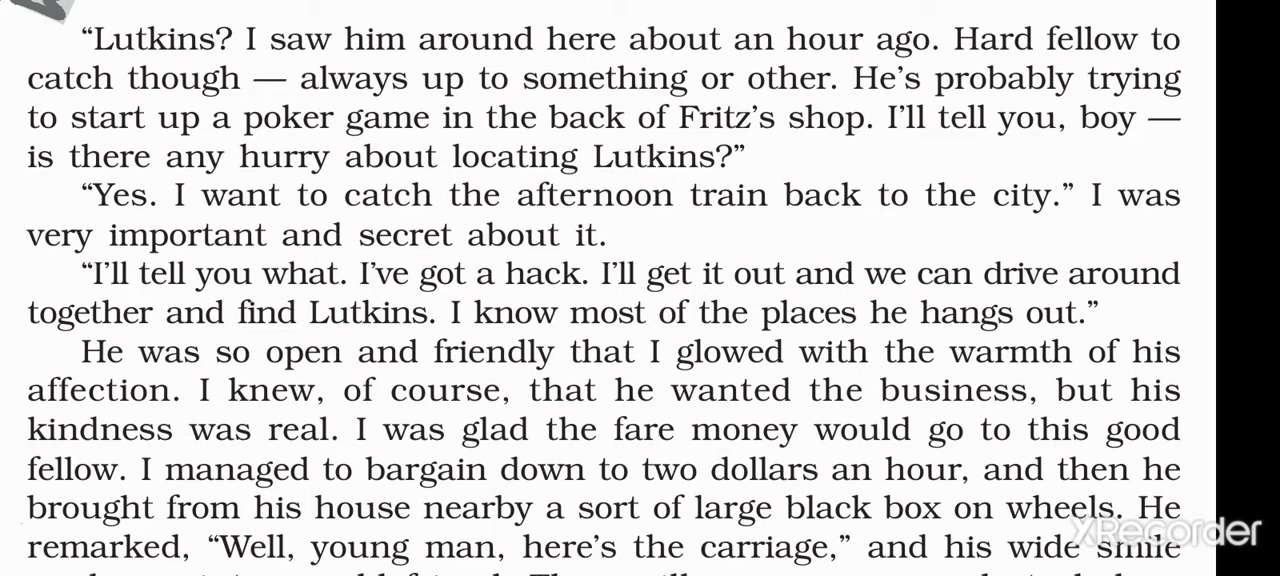 “Lutkins? I saw him around here about an hour ago. Hard fellow to
catch though — always up to something or other. He’s probably trying
to start up a poker game in the back of Fritz’s shop. I’ll tell you, boy —
is there any hurry about locating Lutkins?”
“Yes. I want to catch the afternoon train back to the city.” I was
very important and secret about it.
“I’ll tell you what. I’ve got a hack. I’ll get it out and we can drive around
together and find Lutkins. I know most of the places he hangs out.”
He was so open and friendly that I glowed with the warmth of his
affection. I knew, of course, that he wanted the business, but his
kindness was real. I was glad the fare money would go to this good
fellow. I managed to bargain down to two dollars an hour, and then he
brought from his house nearby a sort of large black box on wheels. He
remarked, “Well, young man, here’s the carriage,” and his wide smile
XRecorder